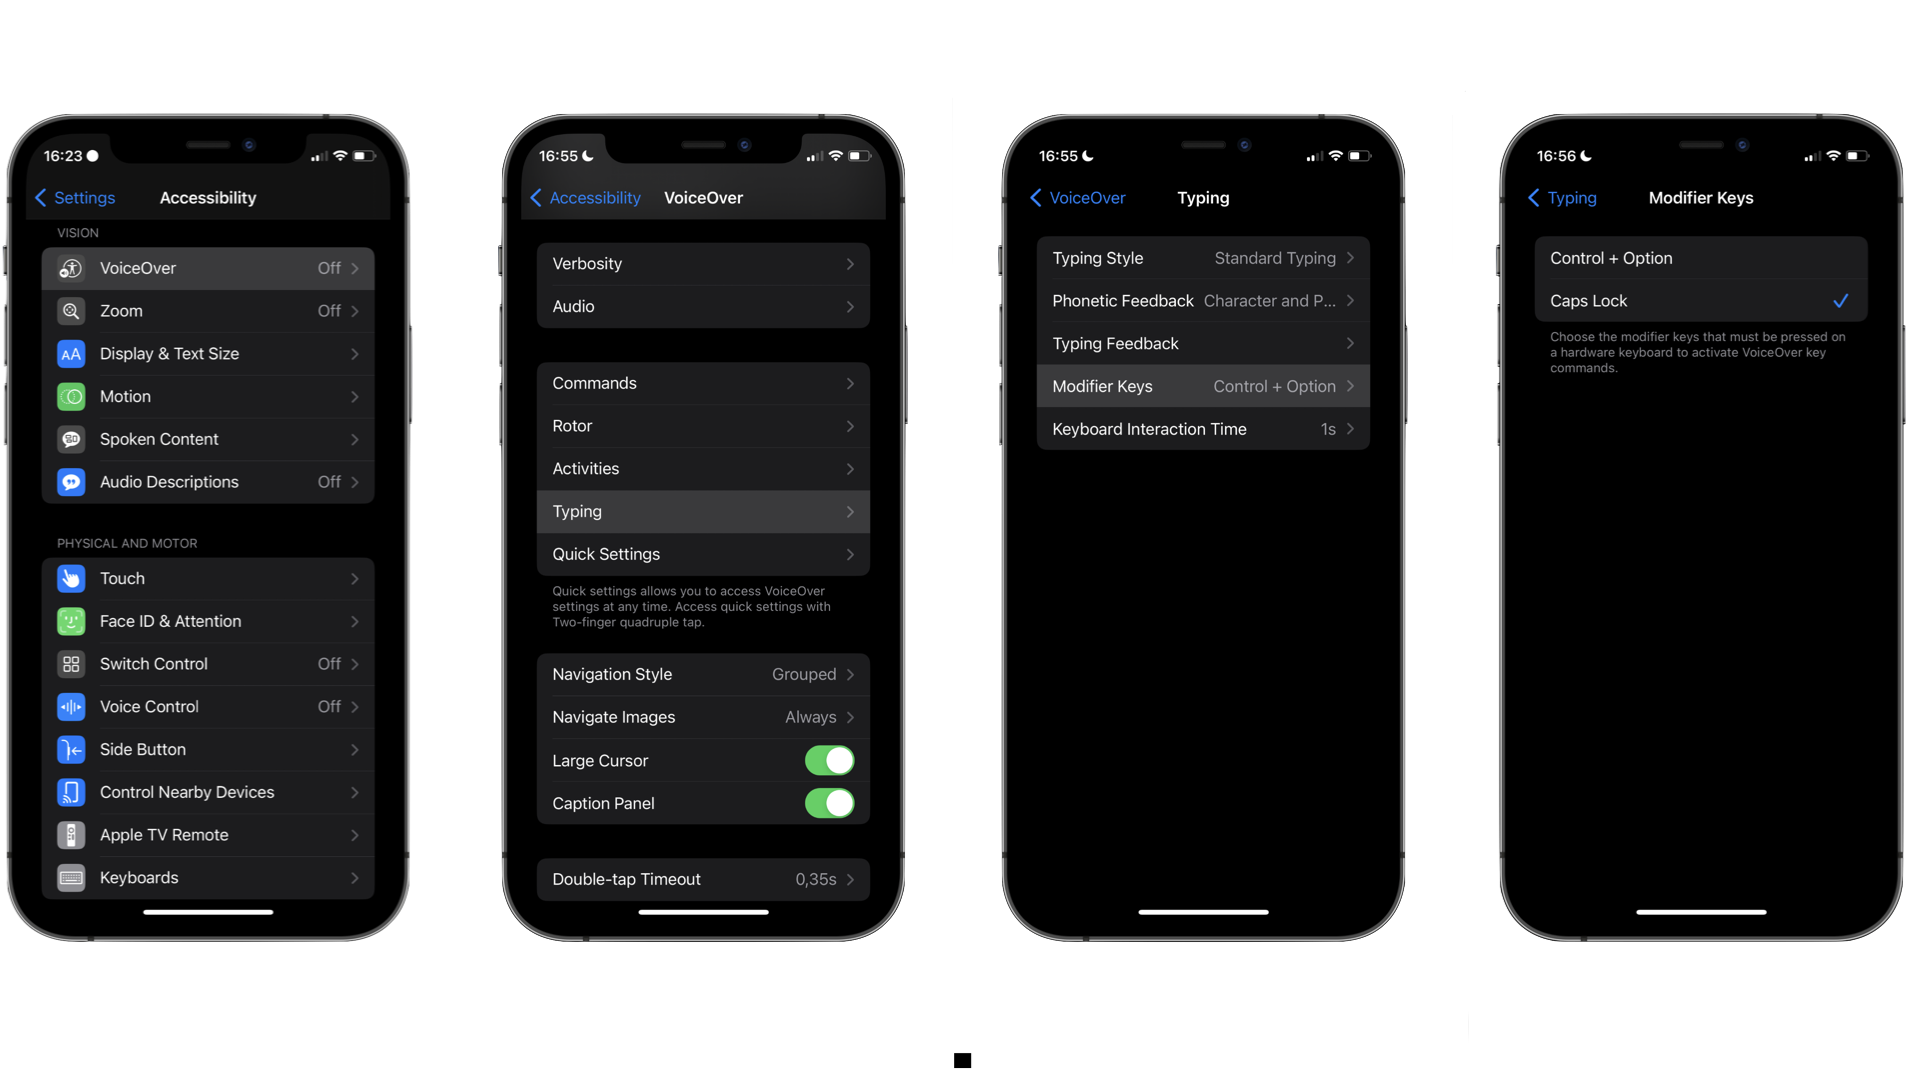 16:23
Settings
Accessibility
VISION
VoiceOver Off
Zoom Off
AA Display & Text Size
Motion
Spoken Content
Audio Descriptions Off
PHYSICAL AND MOTOR
Touch
Face ID & Attention
Switch Control Off
Voice Control Off
Side Button
Control Nearby Devices
Apple TV Remote
Keyboards
16:55
Accessibility
VoiceOver
Verbosity
Audio
Commands
Rotor
Activities
Typing
Quick Settings
Quick settings allows you to access VoiceOver
settings at any time. Access quick settings with
Two-finger quadruple tap.
Navigation Style Grouped
Navigate Images Always
Large Cursor
Caption Panel
Double-tap Timeout 0,35s
16:55
VoiceOver
Typing
Typing Style Standard Typing
Phonetic Feedback Character and P...
Typing Feedback
Modifier Keys Control + Option
Keyboard Interaction Time 1s
16:56
Typing
Modifier Keys
Control + Option
Caps Lock
Choose the modifier keys that must be pressed on
a hardware keyboard to activate VoiceOver key
commands.